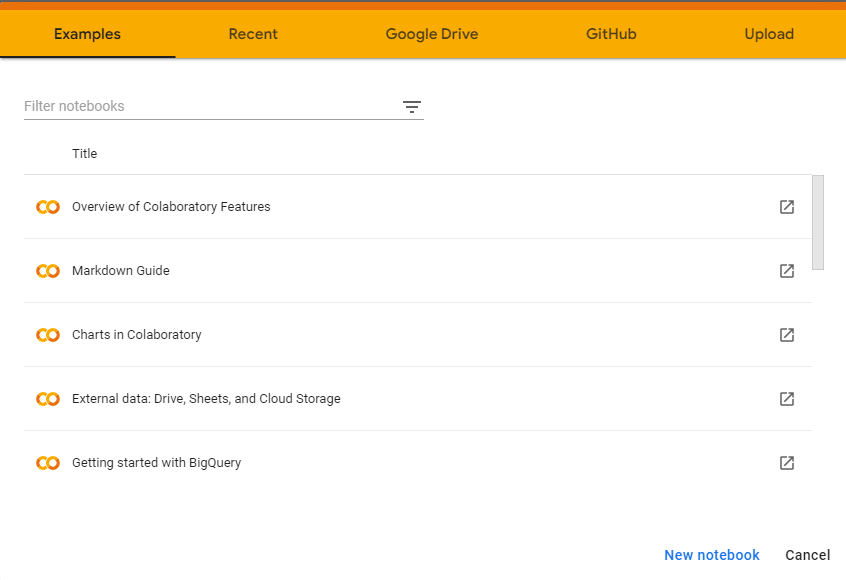 Examples Recent Google Drive GitHub Upload
Filter notebooks
Title
Overview of Colaboratory Features
Markdown Guide
Charts in Colaboratory
External data: Drive, Sheets, and Cloud Storage
Getting started with BigQuery
New notebook Cancel